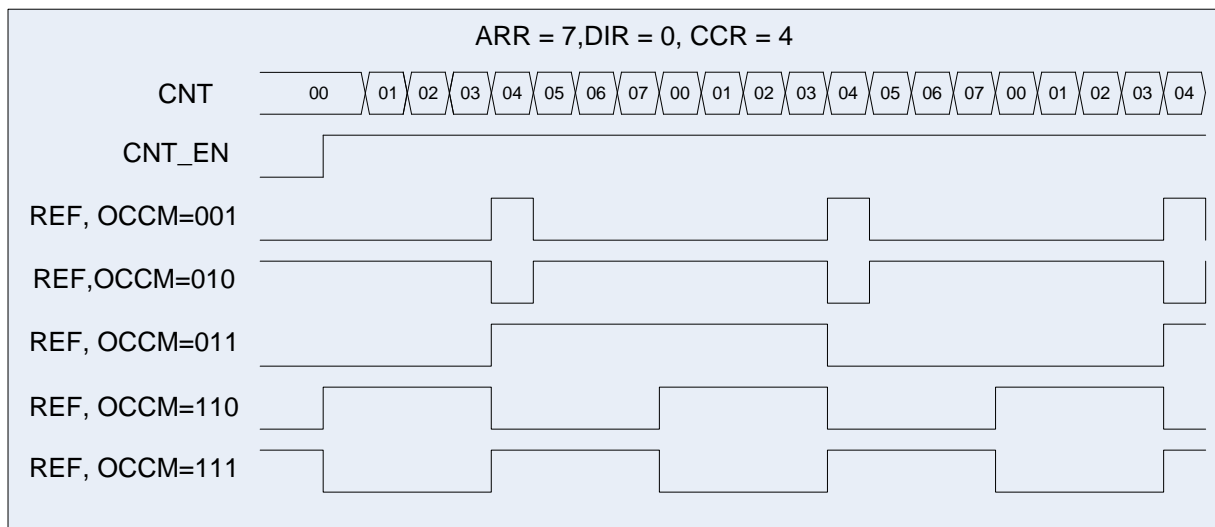 ARR = 7,DIR = 0, CCR = 4
CNT 00 01 02 03 04 05 06 07 00 01 02 03 04 05 06 07 00 01 02 03 04
CNT_EN
REF, OCCM=001
REF,OCCM=010
REF, OCCM=011
REF, OCCM=110
REF, OCCM=111